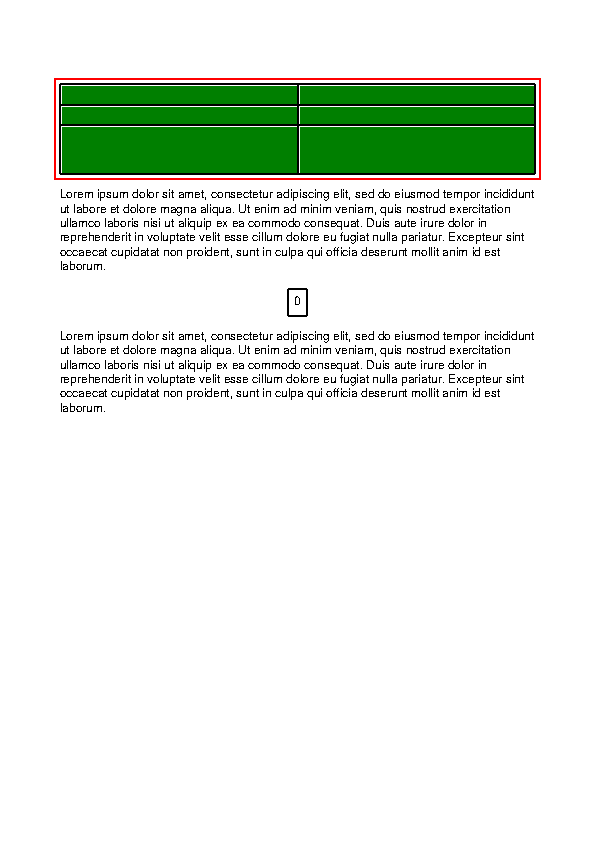 Lorem ipsum dolor sit amet, consectetur adipiscing elit, sed do eiusmod tempor incididunt
ut labore et dolore magna aliqua. Ut enim ad minim veniam, quis nostrud exercitation
ullamco laboris nisi ut aliquip ex ea commodo consequat. Duis aute irure dolor in
reprehenderit in voluptate velit esse cillum dolore eu fugiat nulla pariatur. Excepteur sint
occaecat cupidatat non proident, sunt in culpa qui officia deserunt mollit anim id est
laborum.
0
Lorem ipsum dolor sit amet, consectetur adipiscing elit, sed do eiusmod tempor incididunt
ut labore et dolore magna aliqua. Ut enim ad minim veniam, quis nostrud exercitation
ullamco laboris nisi ut aliquip ex ea commodo consequat. Duis aute irure dolor in
reprehenderit in voluptate velit esse cillum dolore eu fugiat nulla pariatur. Excepteur sint
occaecat cupidatat non proident, sunt in culpa qui officia deserunt mollit anim id est
laborum.